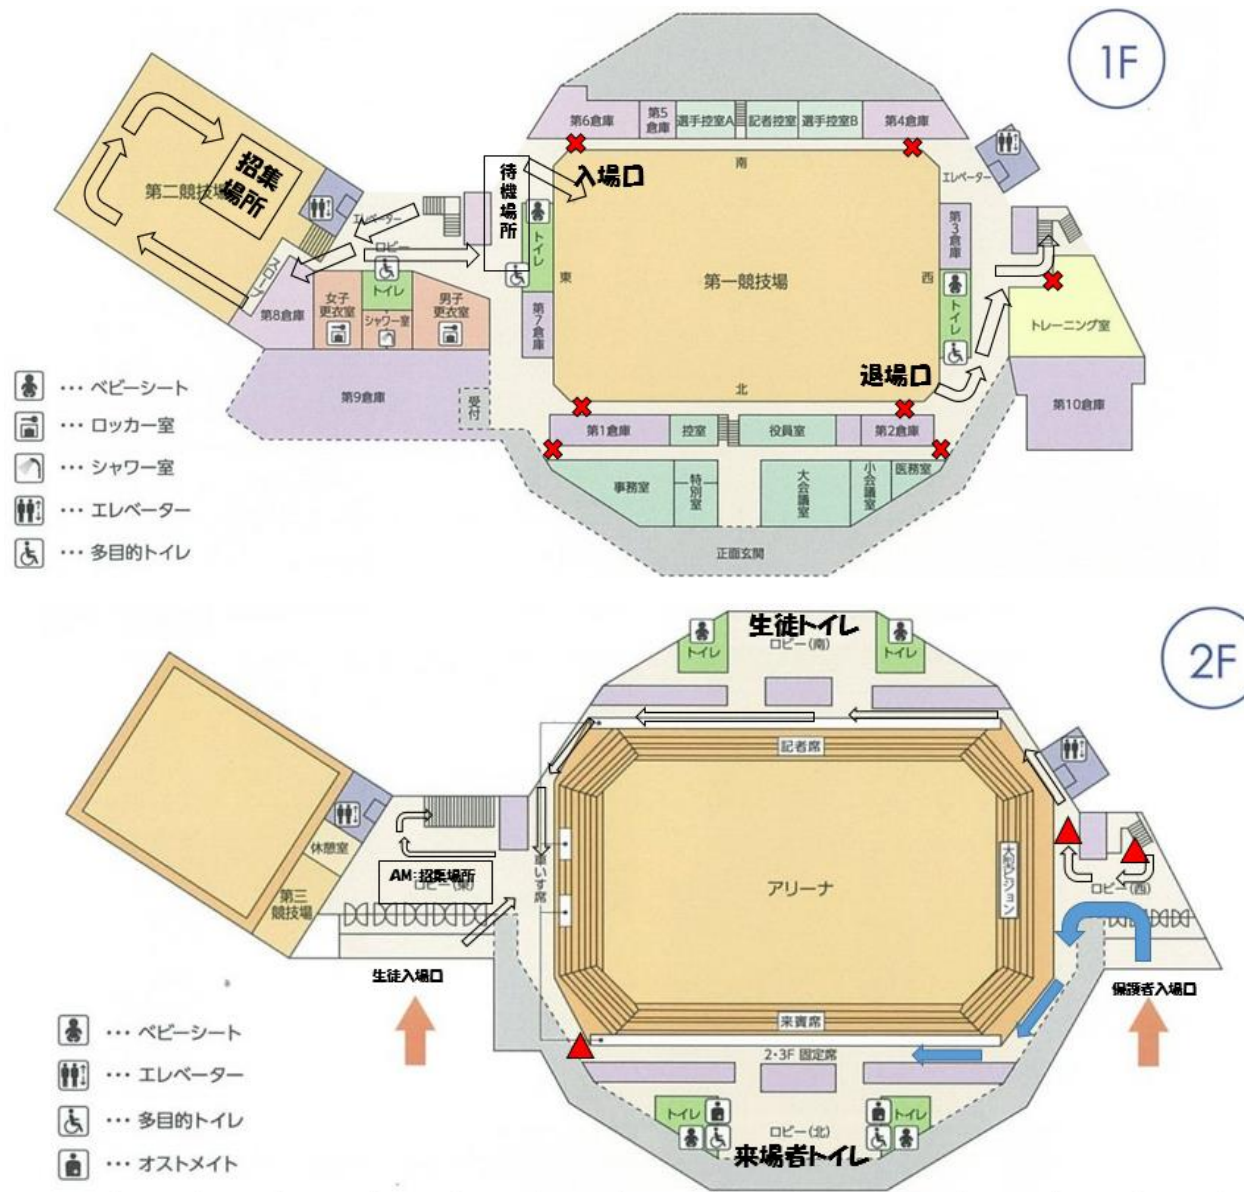 1F
第6倉庫
第5
倉庫
選手控室A
記者控室
選手控室B
第4倉庫
南
入場口
待機場所
招集
場所
第二競技場
エレベーター
ロビー
スロープ
トイレ
女子
更衣室
シャワー室
男子
更衣室
第8倉庫
第9倉庫
受付
トイレ
第7倉庫
東
第一競技場
西
第3倉庫
トイレ
エレベーター
トレーニング室
第10倉庫
退場口
北
第1倉庫
控室
役員室
第2倉庫
事務室
特別室
大会議室
小会議室
医務室
正面玄関
… ベビーシート
… ロッカー室
… シャワー室
… エレベーター
… 多目的トイレ
2F
生徒トイレ
トイレ
ロビー(南)
トイレ
記者席
休憩室
第三
競技場
AM:招集場所
ロビー(東)
車いす席
アリーナ
大型ビジョン
ロビー(西)
生徒入場口
保護者入場口
来賓席
2・3F 固定席
トイレ
トイレ
ロビー(北)
来場者トイレ
… ベビーシート
… エレベーター
… 多目的トイレ
… オストメイト